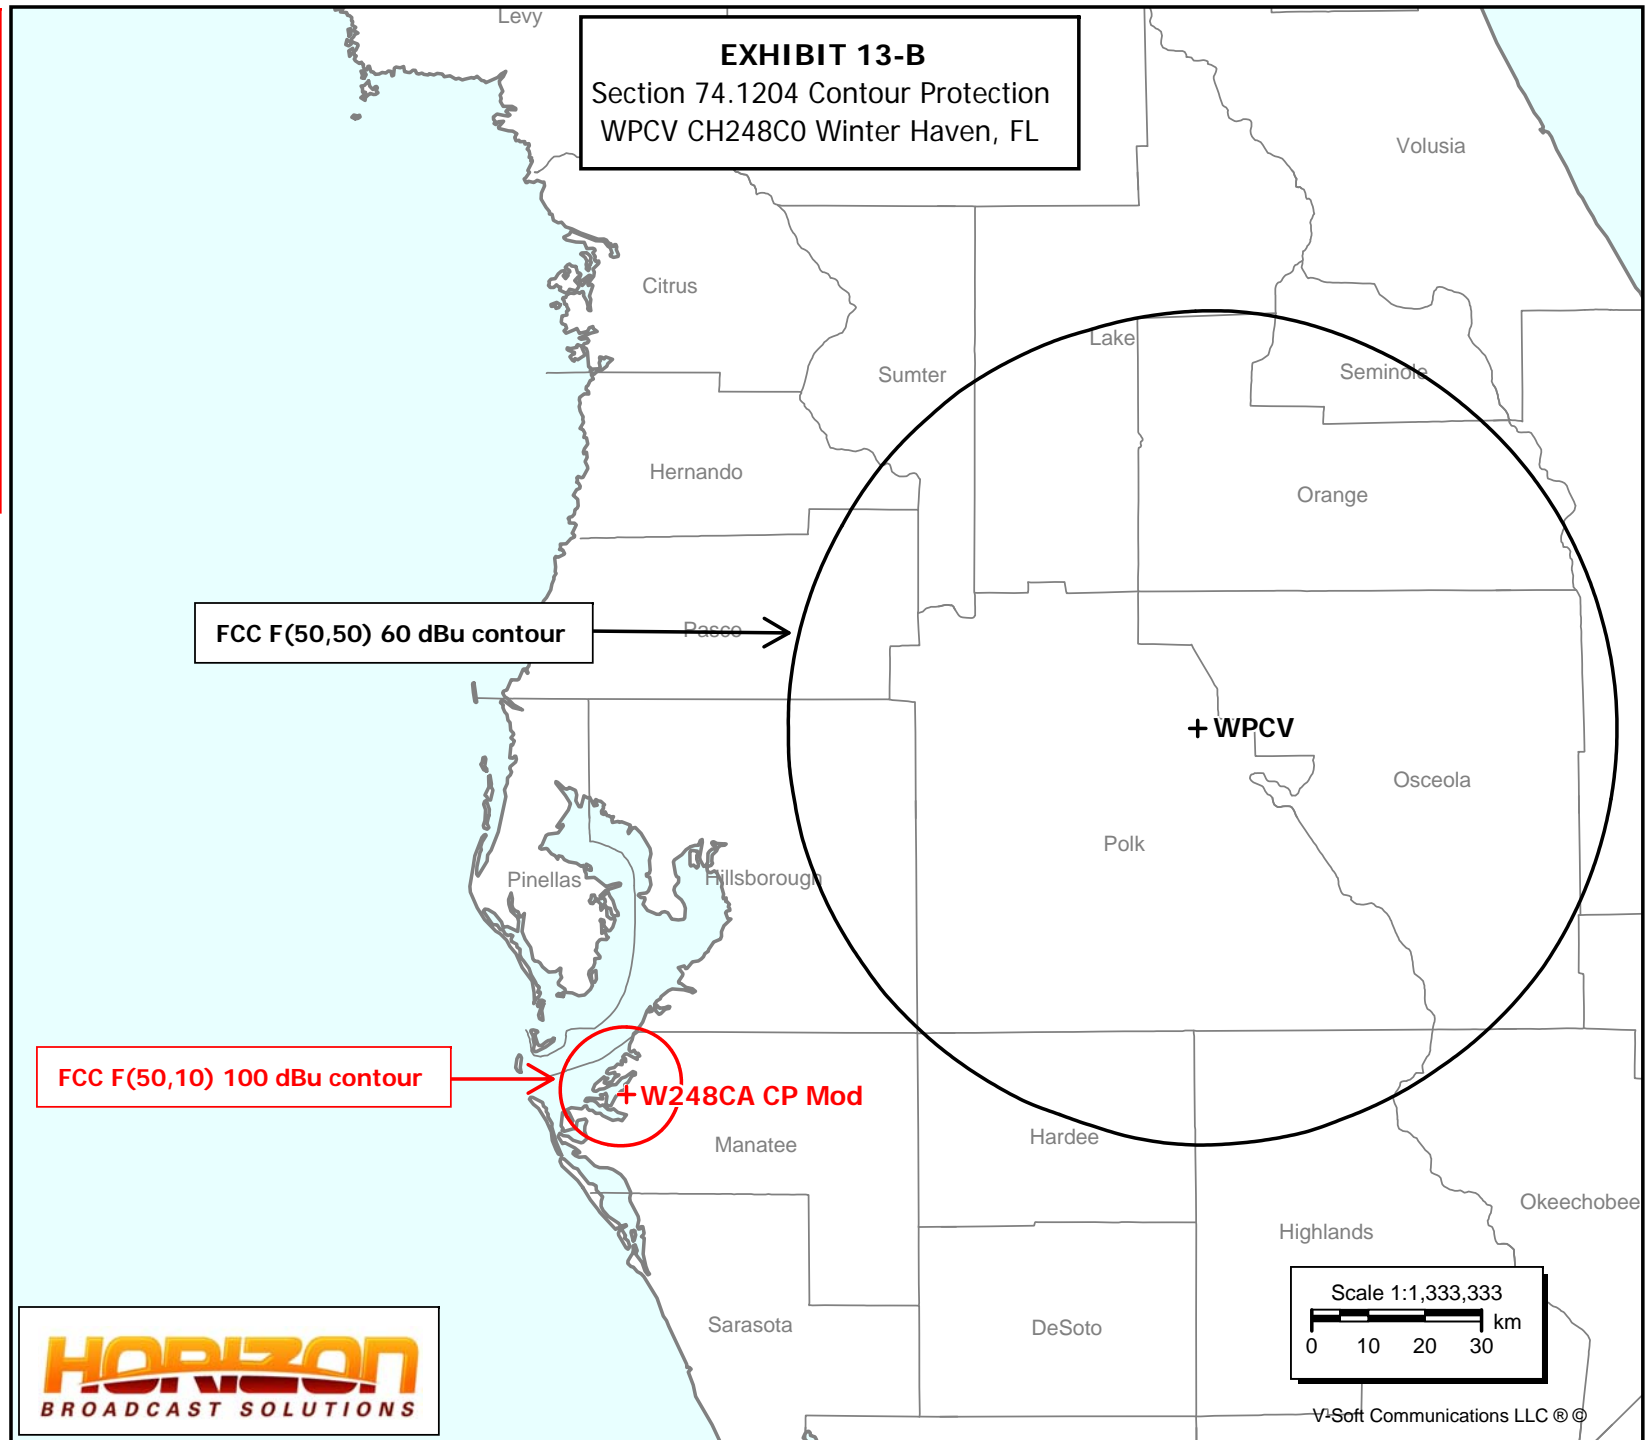 Levy
EXHIBIT 13-B
Section 74.1204 Contour Protection
WPCV CH248C0 Winter Haven, FL
Volusia
Citrus
Lake
Sumter
Seminole
Hernando
Orange
FCC F(50,50) 60 dBu contour
Pasco
+ WPCV
Osceola
Polk
Pinellas
Hillsborough
FCC F(50,10) 100 dBu contour
+ W248CA CP Mod
Manatee
Hardee
Okeechobee
Highlands
Scale 1:1,333,333
km
0 10 20 30
Sarasota
DeSoto
HORIZON
BROADCAST SOLUTIONS
V-Soft Communications LLC ® ©